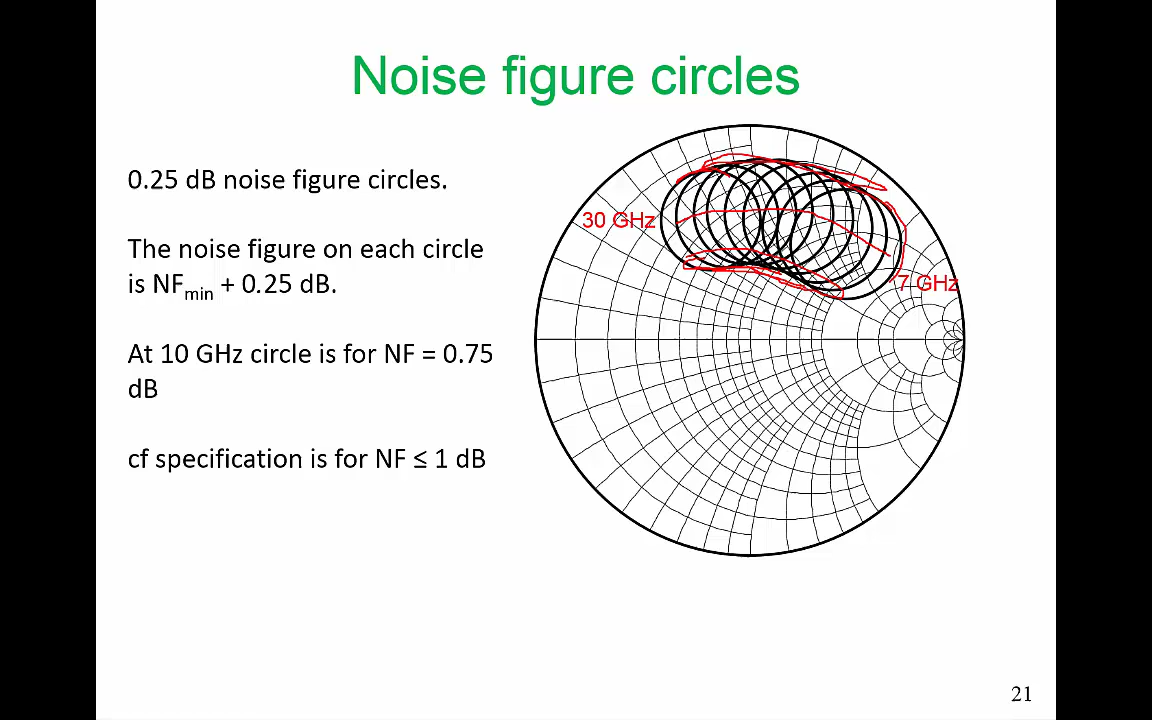 Noise figure circles
0.25 dB noise figure circles.
The noise figure on each circle
is NFmin + 0.25 dB.
At 10 GHz circle is for NF = 0.75
dB
cf specification is for NF ≤ 1 dB
30 GHz
7 GHz
21